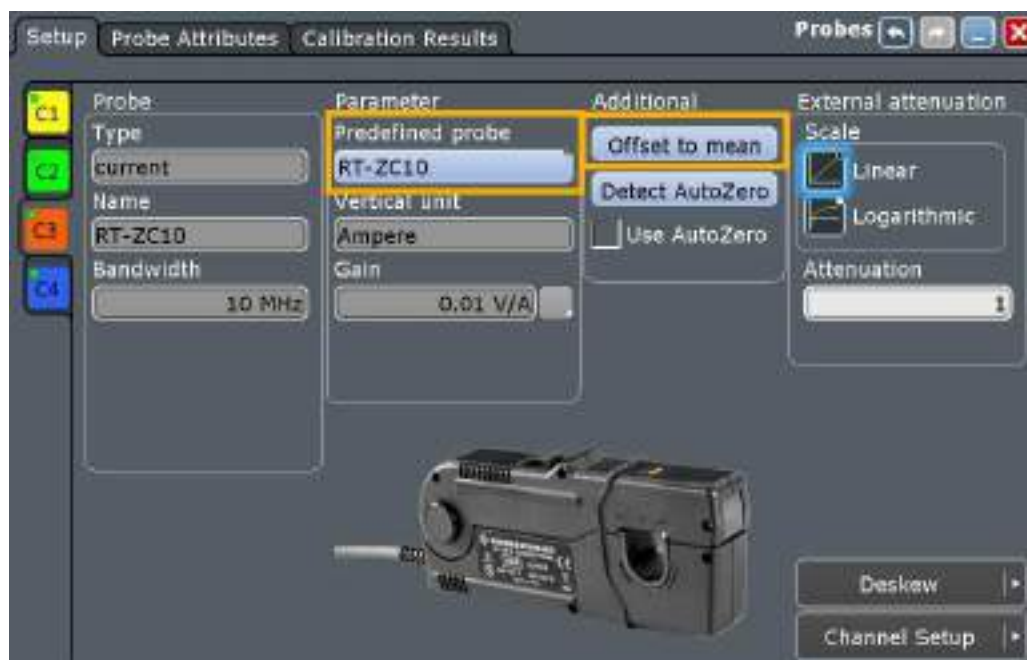 Setup
Probe Attributes
Calibration Results
Probes
C1
C2
C3
C4
Probe
Type
current
Name
RT-ZC10
Bandwidth
10 MHz
Parameter
Predefined probe
RT-ZC10
Vertical unit
Ampere
Gain
0.01 V/A
Additional
Offset to mean
Detect AutoZero
Use AutoZero
External attenuation
Scale
Linear
Logarithmic
Attenuation
1
Deskew
Channel Setup